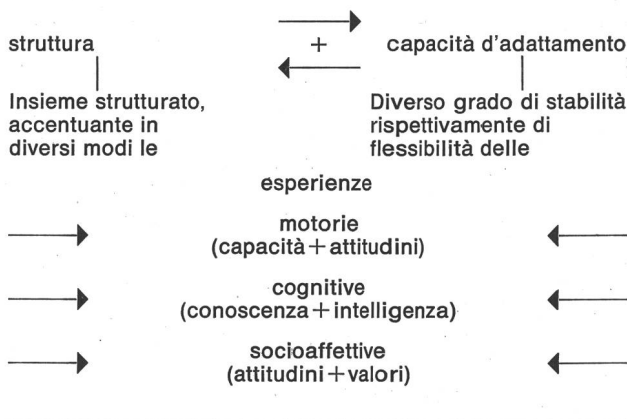 struttura + capacità d'adattamento
Insieme strutturato,
accentuante in
diversi modi le
Diverso grado di stabilità
rispettivamente di
flessibilità delle
esperienze
motorie
(capacità+attitudini)
cognitive
(conoscenza+intelligenza)
socioaffettive
(attitudini+valori)